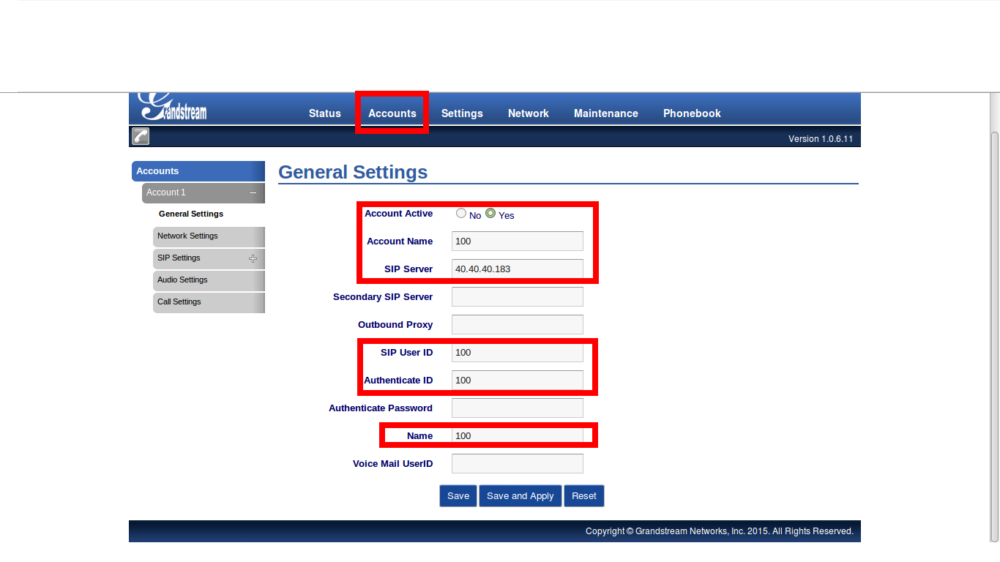 Grandstream
Status Accounts Settings Network Maintenance Phonebook
Version 1.0.6.11
Accounts
Account 1
General Settings
Network Settings
SIP Settings
Audio Settings
Call Settings
General Settings
Account Active No Yes
Account Name 100
SIP Server 40.40.40.183
Secondary SIP Server
Outbound Proxy
SIP User ID 100
Authenticate ID 100
Authenticate Password
Name 100
Voice Mail UserID
Save Save and Apply Reset
Copyright © Grandstream Networks, Inc. 2015. All Rights Reserved.